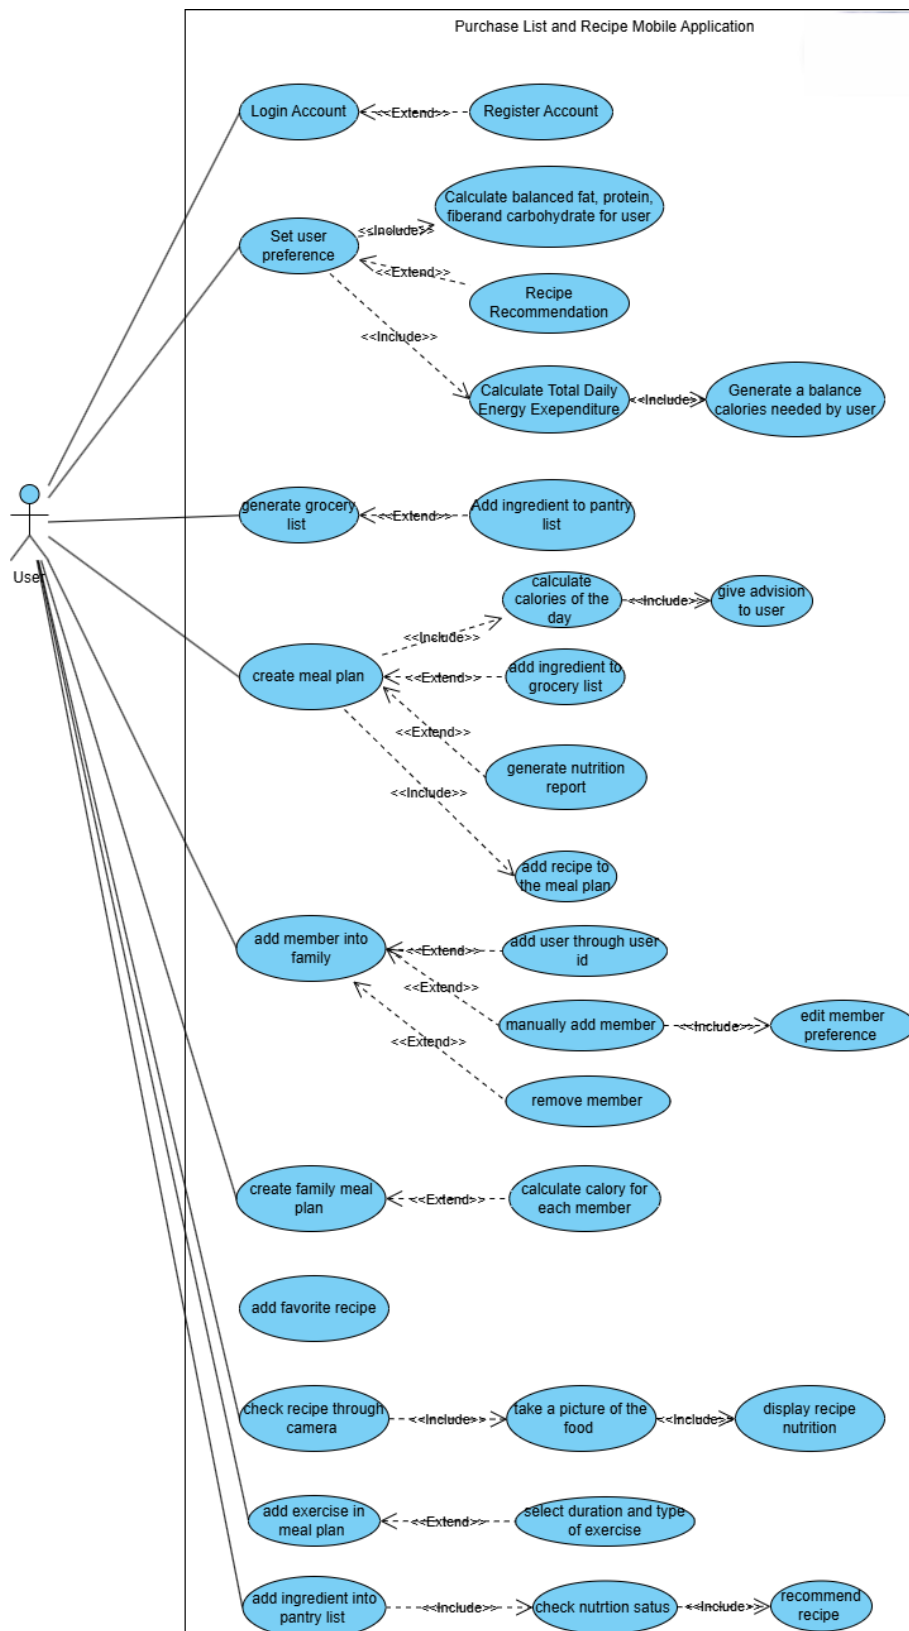 Purchase List and Recipe Mobile Application
Login Account
<<Extend>>
Register Account
Calculate balanced fat, protein,
fiberand carbohydrate for user
Set user
preference
<<Include>>
<<Extend>>
Recipe
Recommendation
<<Include>>
Calculate Total Daily
Energy Exependiture
<<Include>>
Generate a balance
calories needed by user
generate grocery
list
<<Extend>>
Add ingredient to pantry
list
User
calculate
calories of the
day
<<Include>>
give advision
to user
<<Include>>
create meal plan
<<Extend>>
add ingredient to
grocery list
<<Extend>>
generate nutrition
report
<<Include>>
add recipe to
the meal plan
add member into
family
<<Extend>>
add user through user
id
<<Extend>>
manually add member
<<Include>>
edit member
preference
<<Extend>>
remove member
create family meal
plan
<<Extend>>
calculate calory for
each member
add favorite recipe
check recipe through
camera
<<Include>>
take a picture of the
food
<<Include>>
display recipe
nutrition
add exercise in
meal plan
<<Extend>>
select duration and type
of exercise
add ingredient into
pantry list
<<Include>>
check nutrtion satus
<<Include>>
recommend
recipe